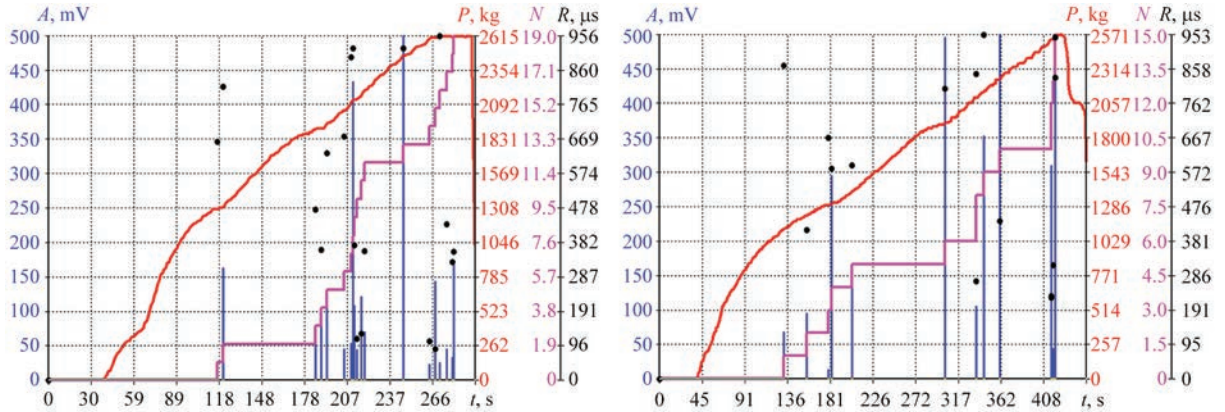 A, mV P, kg N R, μs
500 2615 19.0 956
450 2354 17.1 860
400 2092 15.2 765
350 1831 13.3 669
300 1569 11.4 574
250 1308 9.5 478
200 1046 7.6 382
150 785 5.7 287
100 523 3.8 191
50 262 1.9 96
0 0 0 0
0 30 59 89 118 148 178 207 237 266 t, s
A, mV P, kg N R, μs
500 2571 15.0 953
450 2314 13.5 858
400 2057 12.0 762
350 1800 10.5 667
300 1543 9.0 572
250 1286 7.5 476
200 1029 6.0 381
150 771 4.5 286
100 514 3.0 191
50 257 1.5 95
0 0 0 0
0 45 91 136 181 226 272 317 362 408 t, s